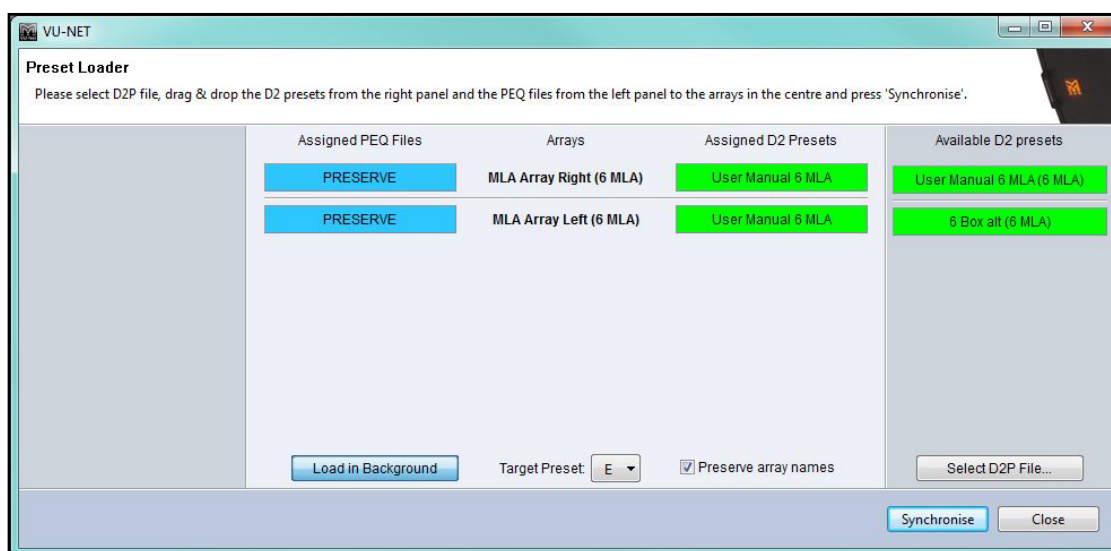 VU-NET
Preset Loader
Please select D2P file, drag & drop the D2 presets from the right panel and the PEQ files from the left panel to the arrays in the centre and press 'Synchronise'.
Assigned PEQ Files Arrays Assigned D2 Presets Available D2 presets
PRESERVE MLA Array Right (6 MLA) User Manual 6 MLA User Manual 6 MLA (6 MLA)
PRESERVE MLA Array Left (6 MLA) User Manual 6 MLA 6 Box alt (6 MLA)
Load in Background Target Preset: E Preserve array names Select D2P File...
Synchronise Close